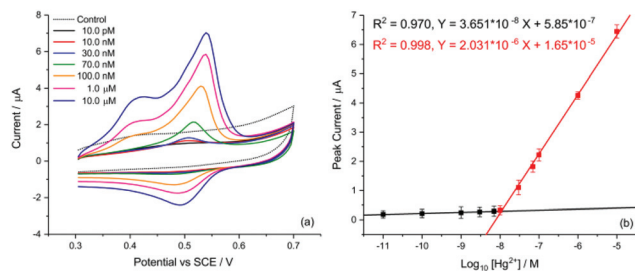 (a)
Control
10.0 pM
10.0 nM
30.0 nM
70.0 nM
100.0 nM
1.0 μM
10.0 μM
Current / μA
8
6
4
2
0
-2
-4
0.3 0.4 0.5 0.6 0.7
Potential vs SCE / V
(a)
(b)
R² = 0.970, Y = 3.651*10⁻⁸ X + 5.85*10⁻⁷
R² = 0.998, Y = 2.031*10⁻⁶ X + 1.65*10⁻⁵
Peak Current / μA
7
6
5
4
3
2
1
0
-11 -10 -9 -8 -7 -6 -5
Log₁₀ [Hg²⁺] / M
(b)